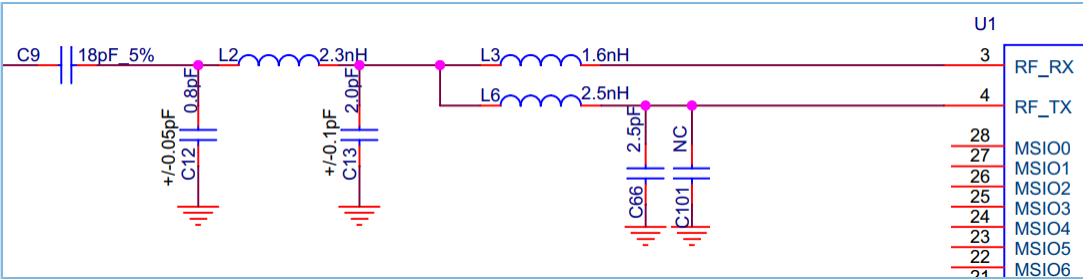 U1
C9
18pF_5%
L2
2.3nH
L3
1.6nH
3
RF_RX
L6
2.5nH
4
RF_TX
0.8pF
+/-0.05pF
C12
2.0pF
+/-0.1pF
C13
2.5pF
C66
NC
C101
28
MSIO0
27
MSIO1
26
MSIO2
25
MSIO3
24
MSIO4
23
MSIO5
22
MSIO6
21